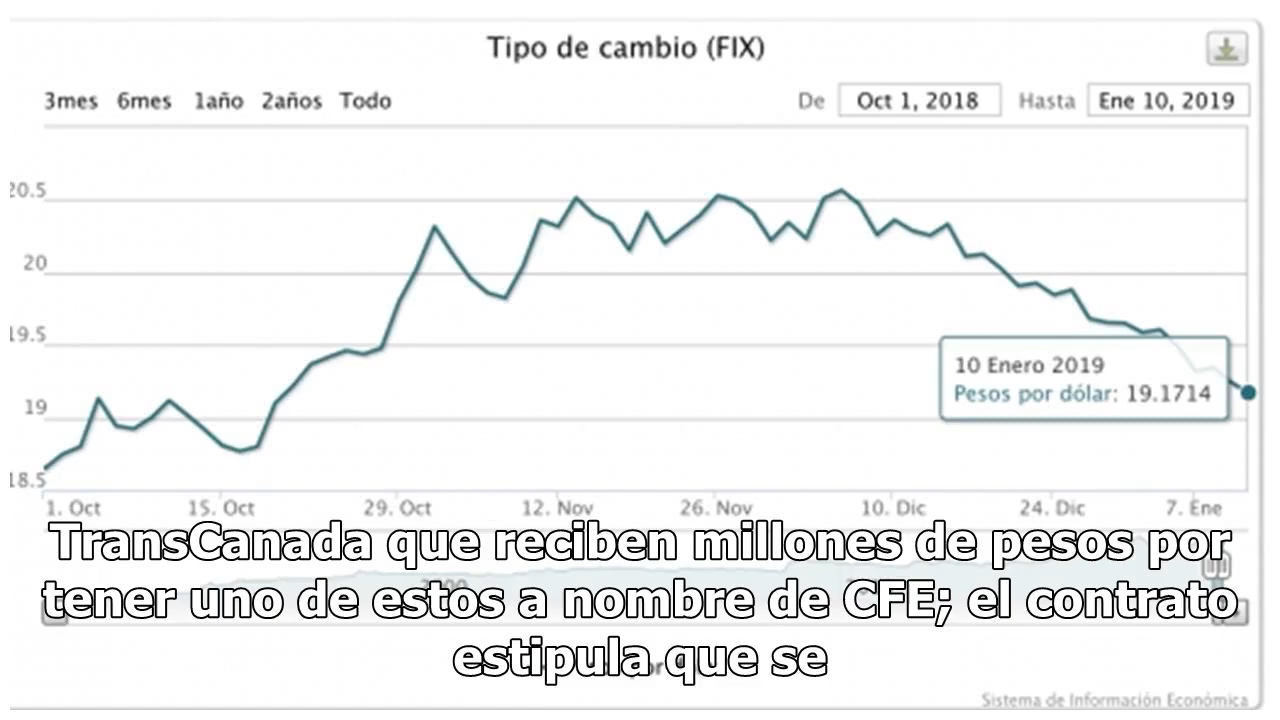 Tipo de cambio (FIX)
3mes 6mes 1año 2años Todo De Oct 1, 2018 Hasta Ene 10, 2019
20.5
20
19.5
19
18.5
10 Enero 2019
Pesos por dólar: 19.1714
1. Oct 15. Oct 29. Oct 12. Nov 26. Nov 10. Dic 24. Dic 7. Ene
TransCanada que reciben millones de pesos por
tener uno de estos a nombre de CFE; el contrato
estipula que se
Sistema de Información Económica